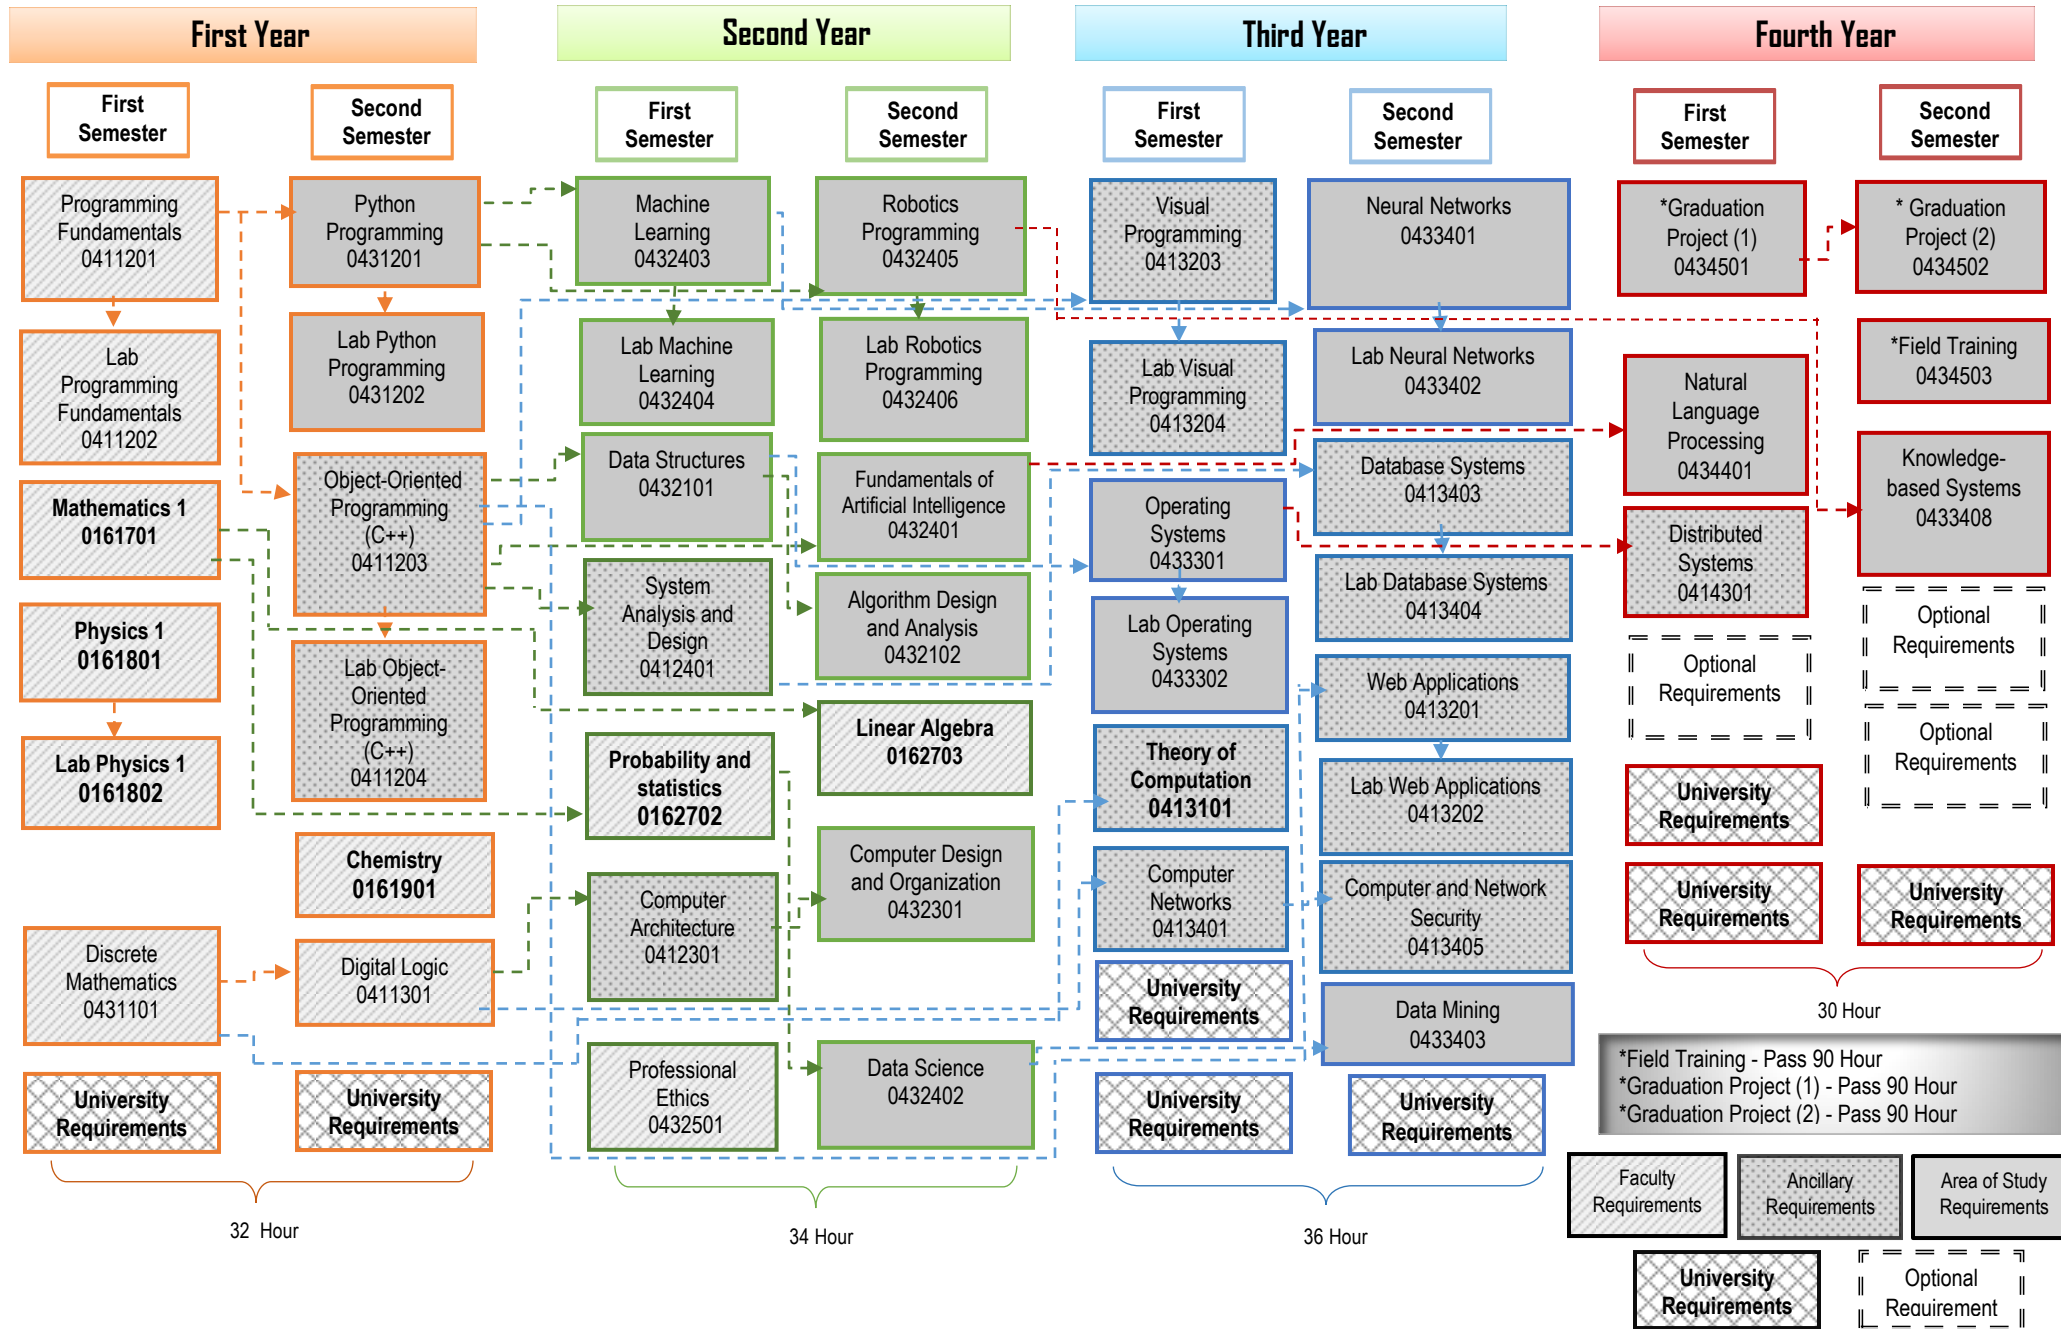 First Year
Second Year
Third Year
Fourth Year
First
Semester
Second
Semester
First
Semester
Second
Semester
First
Semester
Second
Semester
First
Semester
Second
Semester
Programming
Fundamentals
0411201
Lab
Programming
Fundamentals
0411202
Mathematics 1
0161701
Physics 1
0161801
Lab Physics 1
0161802
Discrete
Mathematics
0431101
University
Requirements
32 Hour
Python
Programming
0431201
Lab Python
Programming
0431202
Object-Oriented
Programming
(C++)
0411203
Lab Object-
Oriented
Programming
(C++)
0411204
Chemistry
0161901
Digital Logic
0411301
University
Requirements
Machine
Learning
0432403
Lab Machine
Learning
0432404
Data Structures
0432101
System
Analysis and
Design
0412401
Probability and
statistics
0162702
Computer
Architecture
0412301
Professional
Ethics
0432501
34 Hour
Robotics
Programming
0432405
Lab Robotics
Programming
0432406
Fundamentals of
Artificial Intelligence
0432401
Algorithm Design
and Analysis
0432102
Linear Algebra
0162703
Computer Design
and Organization
0432301
Data Science
0432402
Visual
Programming
0413203
Lab Visual
Programming
0413204
Operating
Systems
0433301
Lab Operating
Systems
0433302
Theory of
Computation
0413101
Computer
Networks
0413401
University
Requirements
University
Requirements
36 Hour
Neural Networks
0433401
Lab Neural Networks
0433402
Database Systems
0413403
Lab Database Systems
0413404
Web Applications
0413201
Lab Web Applications
0413202
Computer and Network
Security
0413405
Data Mining
0433403
University
Requirements
*Graduation
Project (1)
0434501
Natural
Language
Processing
0434401
Distributed
Systems
0414301
Optional
Requirements
University
Requirements
University
Requirements
* Graduation
Project (2)
0434502
*Field Training
0434503
Knowledge-
based Systems
0433408
Optional
Requirements
Optional
Requirements
University
Requirements
30 Hour
*Field Training - Pass 90 Hour
*Graduation Project (1) - Pass 90 Hour
*Graduation Project (2) - Pass 90 Hour
Faculty
Requirements
Ancillary
Requirements
Area of Study
Requirements
University
Requirements
Optional
Requirement